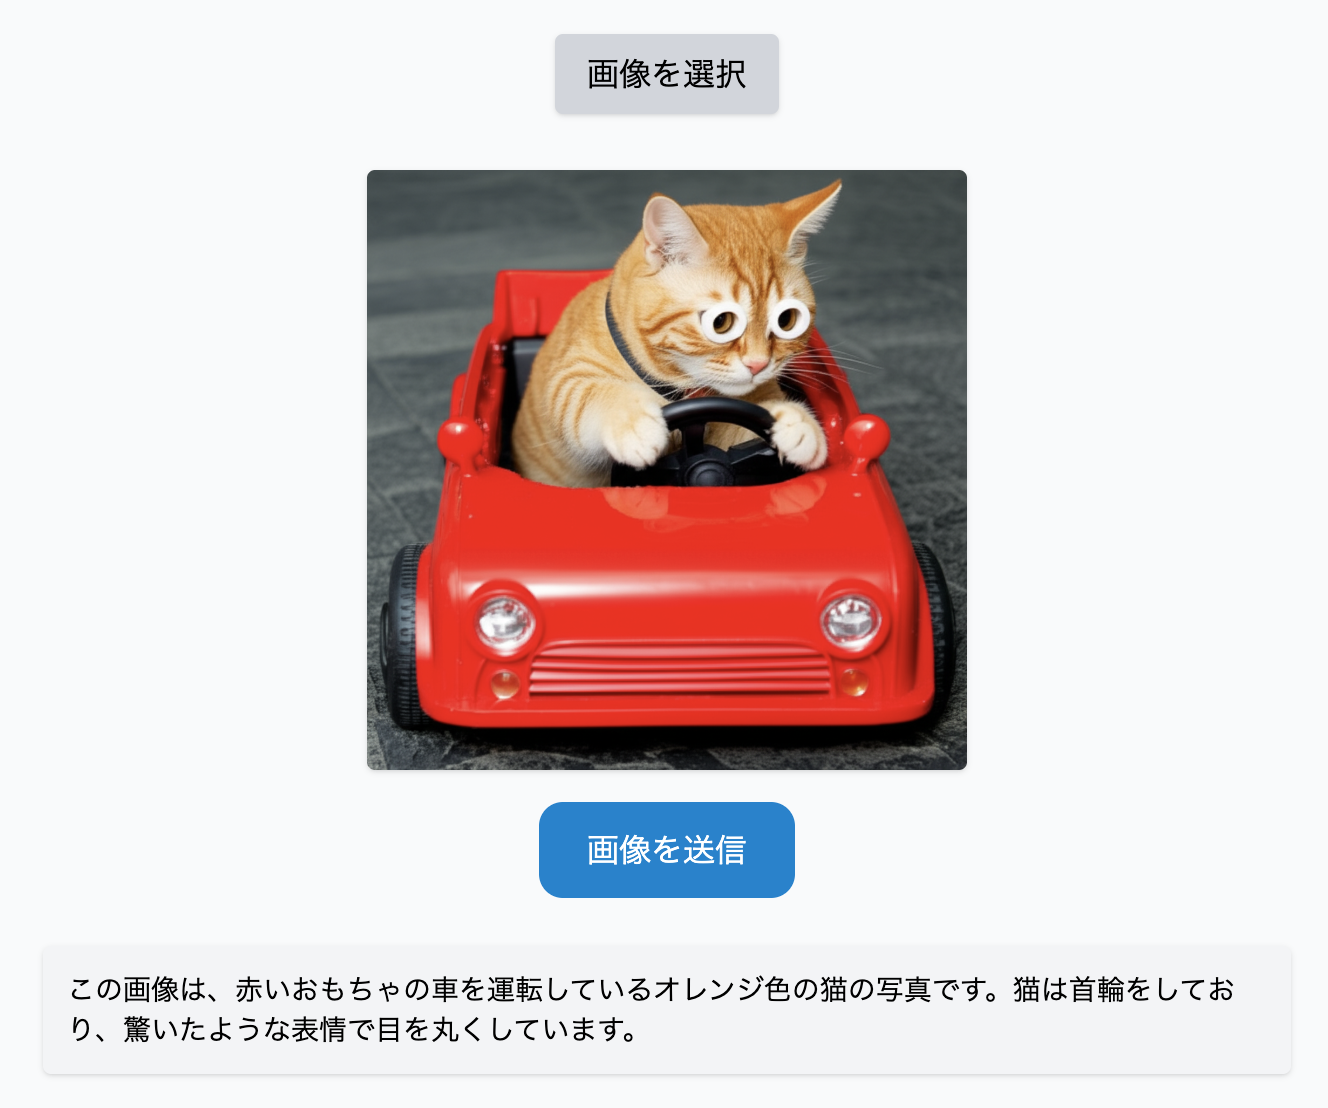 画像を選択
画像を送信
この画像は、赤いおもちゃの車を運転しているオレンジ色の猫の写真です。猫は首輪をしてお
り、驚いたような表情で目を丸くしています。